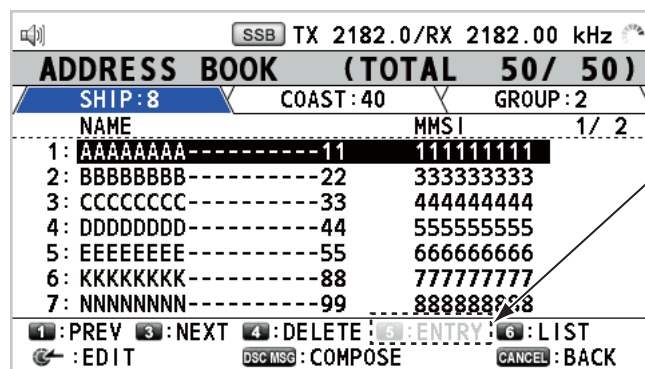 SSB TX 2182.0/RX 2182.00 kHz
ADDRESS BOOK (TOTAL 50/ 50)
SHIP:8 COAST:40 GROUP:2
NAME MMSI 1/ 2
1: AAAAAAAA----------11 111111111
2: BBBBBBBB----------22 333333333
3: CCCCCCCC----------33 444444444
4: DDDDDDDD----------44 555555555
5: EEEEEEEE----------55 666666666
6: KKKKKKKK----------88 777777777
7: NNNNNNNN----------99 888888888
1 :PREV 3 :NEXT 4 :DELETE 5 :ENTRY 6 :LIST
:EDIT DSC MSG :COMPOSE CANCEL :BACK